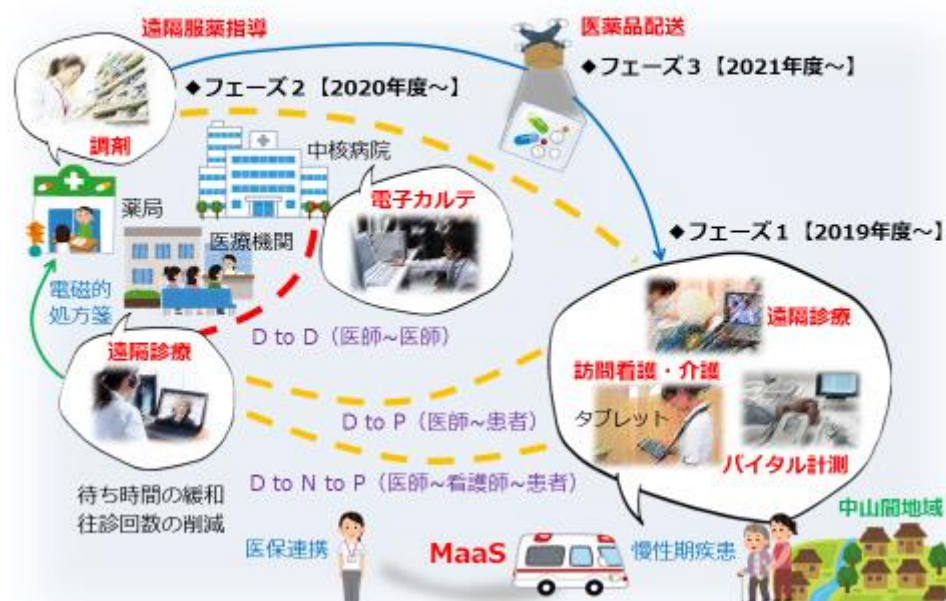 遠隔服薬指導
医薬品配送
◆フェーズ3【2021年度~】
◆フェーズ2【2020年度~】
調剤
中核病院
電子カルテ
薬局
医療機関
◆フェーズ1【2019年度~】
電磁的
処方箋
遠隔診療
D to D(医師~医師)
遠隔診療
訪問看護・介護
タブレット
D to P(医師~患者)
バイタル計測
D to N to P(医師~看護師~患者)
待ち時間の緩和
往診回数の削減
中山間地域
医保連携
MaaS
慢性期疾患